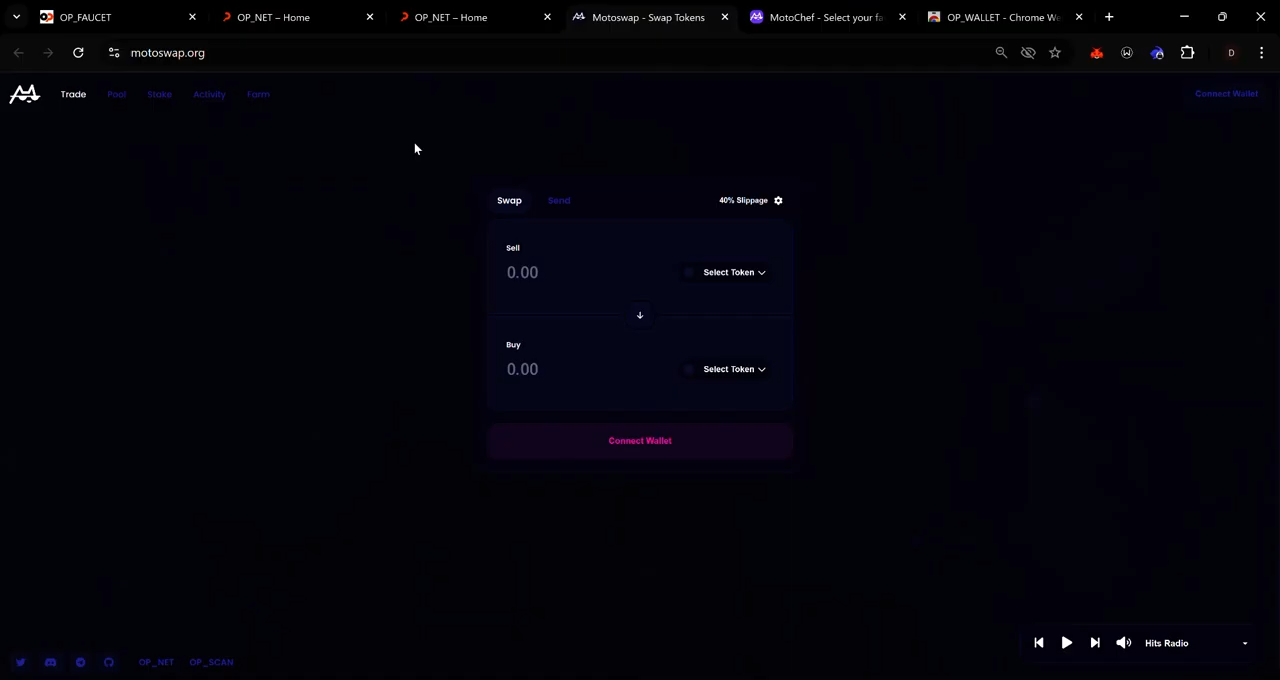 OP_FAUCET
OP_NET – Home
OP_NET – Home
Motoswap - Swap Tokens
MotoChef - Select your fa
OP_WALLET - Chrome We
motoswap.org
D
Trade
Pool
Stake
Activity
Farm
Connect Wallet
Swap
Send
40% Slippage
Sell
0.00
Select Token
Buy
0.00
Select Token
Connect Wallet
Hits Radio
OP_NET
OP_SCAN